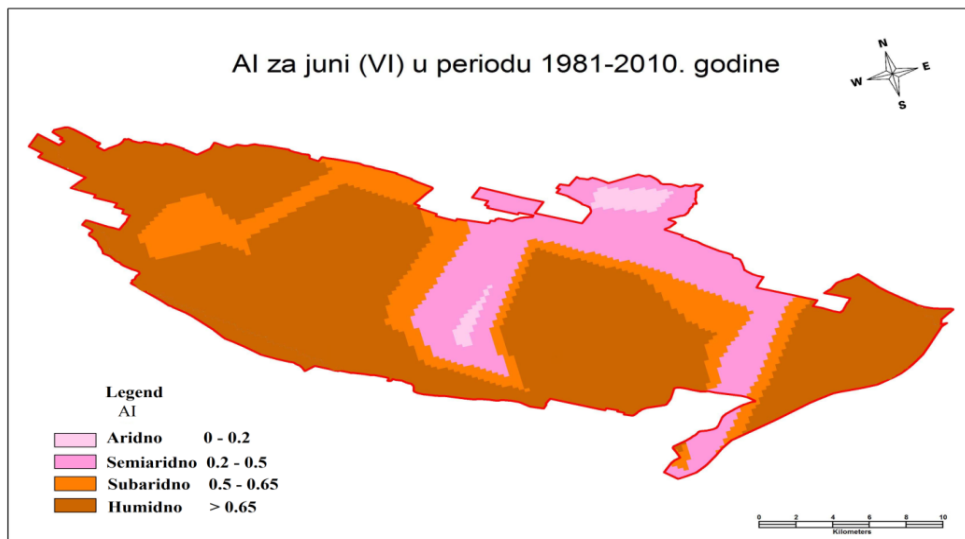 AI za juni (VI) u periodu 1981-2010. godine
N
W E
S
Legend
AI
Aridno 0 - 0.2
Semiaridno 0.2 - 0.5
Subaridno 0.5 - 0.65
Humidno > 0.65
0 2 4 6 8 10
Kilometers